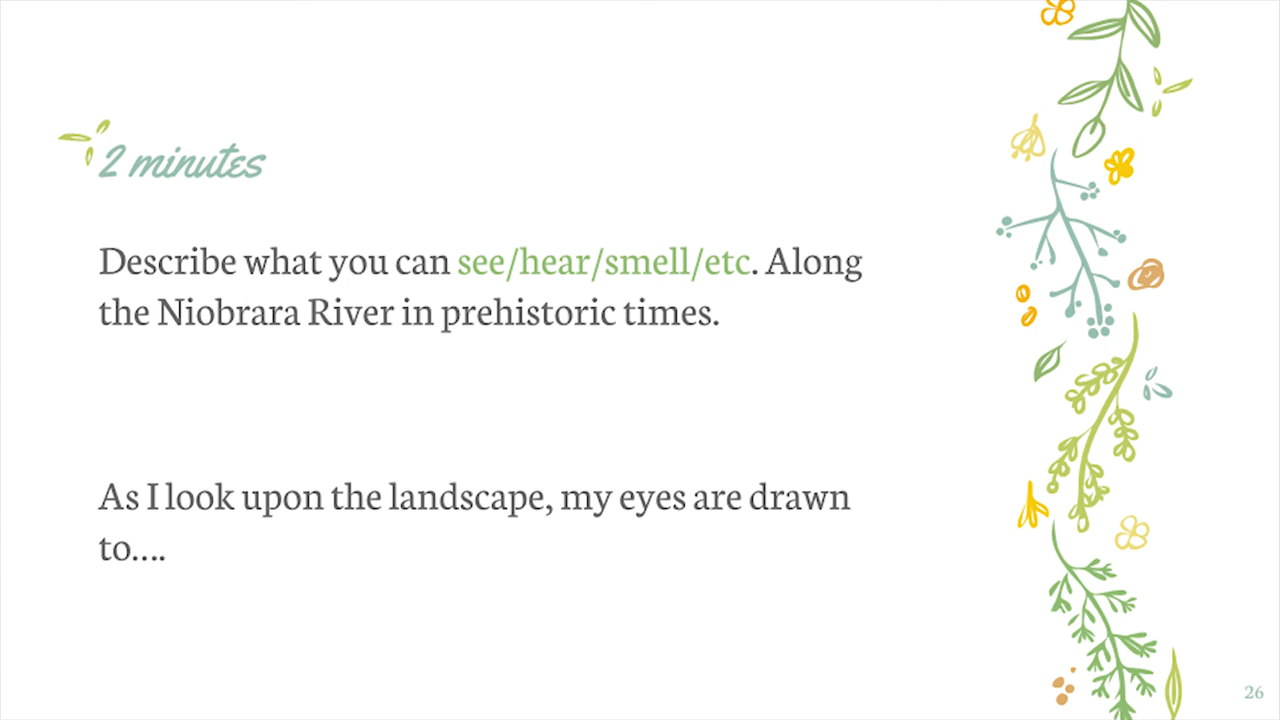 2 minutes
Describe what you can see/hear/smell/etc. Along
the Niobrara River in prehistoric times.
As I look upon the landscape, my eyes are drawn
to....
26